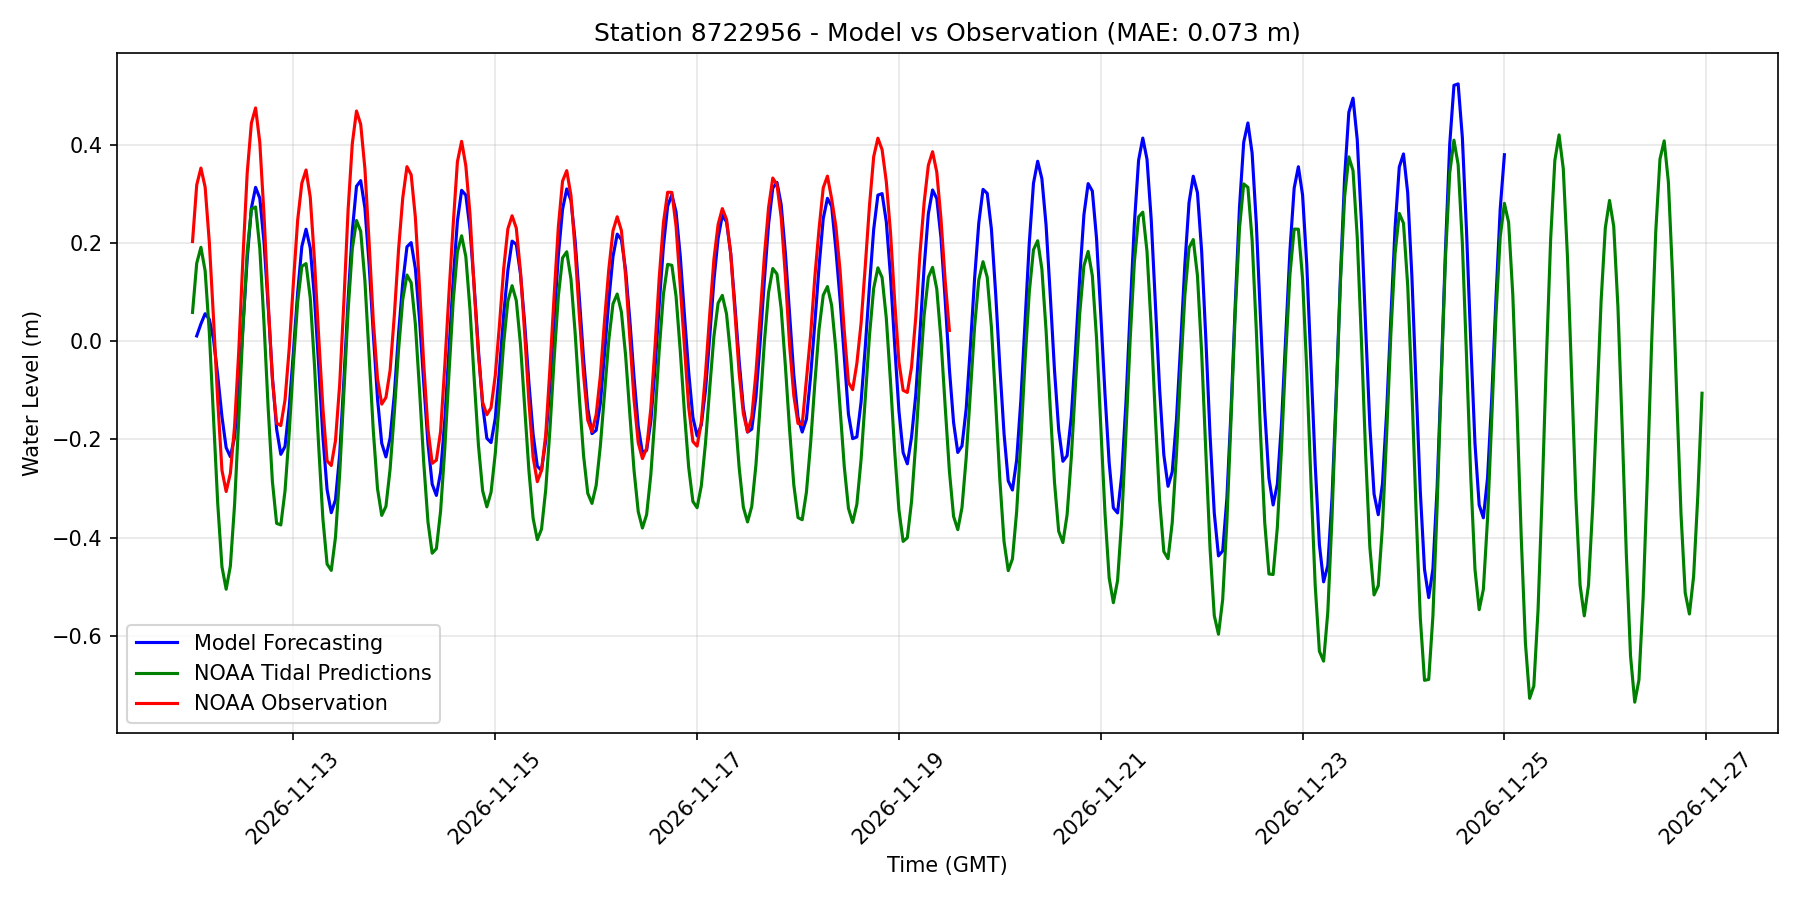 Station 8722956 - Model vs Observation (MAE: 0.073 m)
Water Level (m)
0.4
0.2
0.0
−0.2
−0.4
−0.6
Model Forecasting
NOAA Tidal Predictions
NOAA Observation
2026-11-13
2026-11-15
2026-11-17
2026-11-19
2026-11-21
2026-11-23
2026-11-25
2026-11-27
Time (GMT)